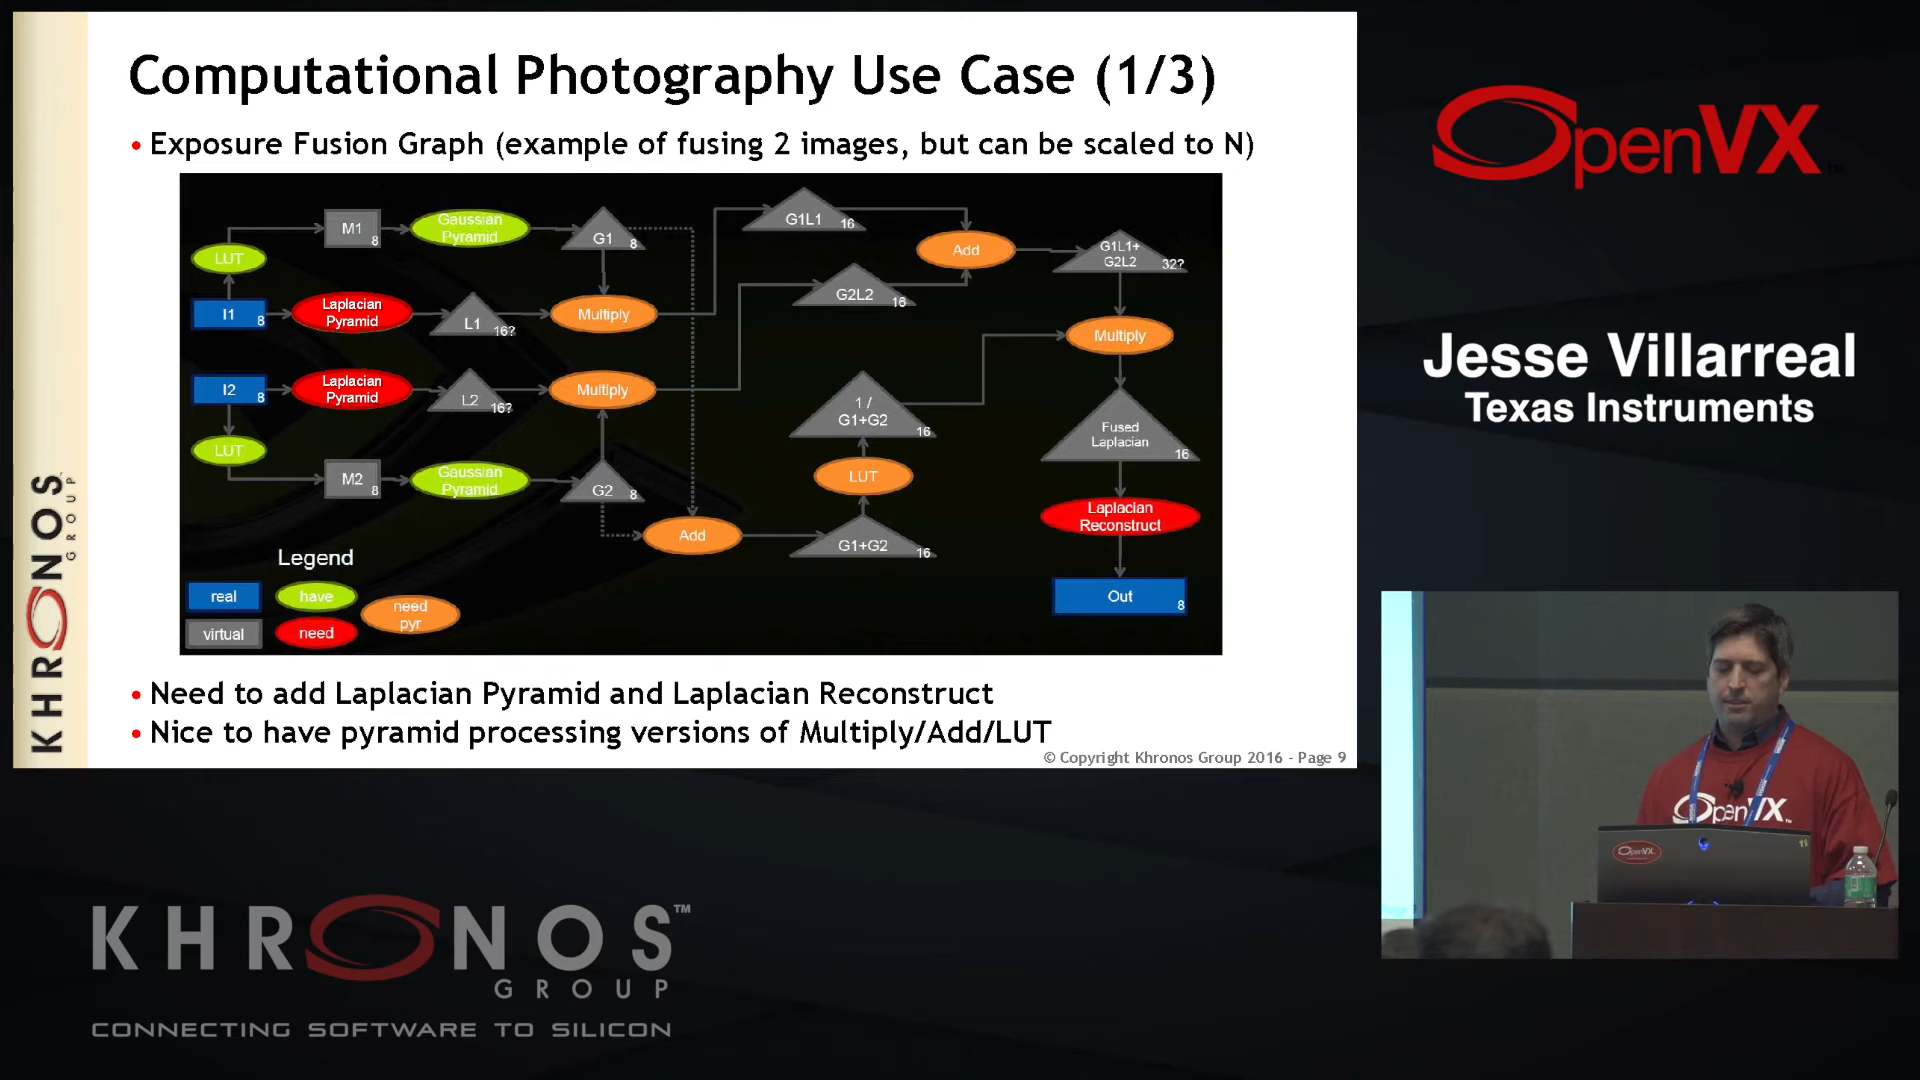 Computational Photography Use Case (1/3)
• Exposure Fusion Graph (example of fusing 2 images, but can be scaled to N)
LUT
M1
8
Gaussian
Pyramid
G1
8
I1
8
Laplacian
Pyramid
L1
16?
Multiply
I2
8
Laplacian
Pyramid
L2
16?
Multiply
LUT
M2
8
Gaussian
Pyramid
G2
8
Add
G1L1
16
G2L2
16
Add
G1L1+
G2L2
32?
1 /
G1+G2
16
LUT
G1+G2
16
Multiply
Fused
Laplacian
16
Laplacian
Reconstruct
Out
8
Legend
real
have
need
pyr
virtual
need
• Need to add Laplacian Pyramid and Laplacian Reconstruct
• Nice to have pyramid processing versions of Multiply/Add/LUT
© Copyright Khronos Group 2016 - Page 9
KHRONOS
GROUP
OpenVX™
Jesse Villarreal
Texas Instruments
OpenVX™
OpenVX
KHRONOS™
GROUP
CONNECTING SOFTWARE TO SILICON